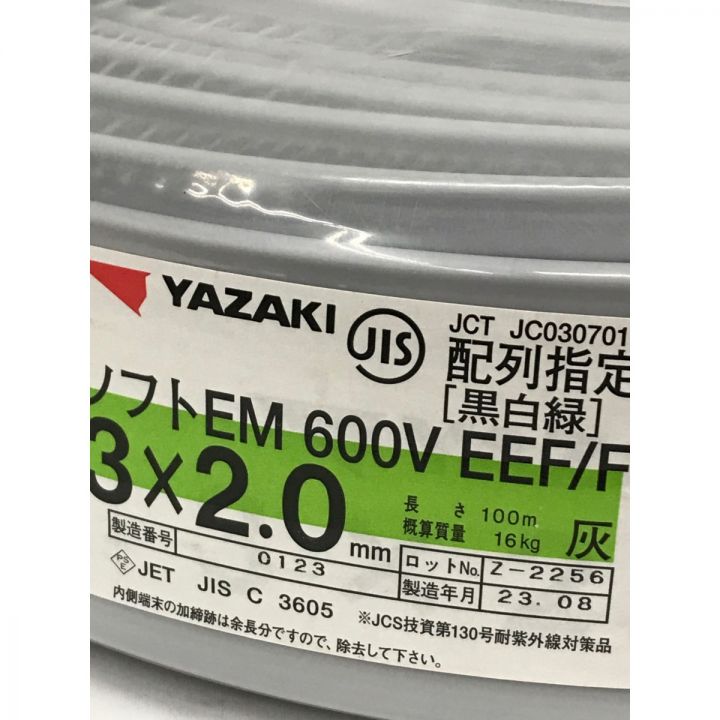 YAZAKI
JIS
JCT JC030701
配列指定
[黒白緑]
ソフトEM 600V EEF/F
3×2.0mm
長さ 100m
概算質量 16kg
灰
製造番号 0123
ロットNo. Z-2256
製造年月 23.08
PSE JET JIS C 3605
※JCS技資第130号耐紫外線対策品
内側端末の加締跡は余長分ですので、除去して下さい。